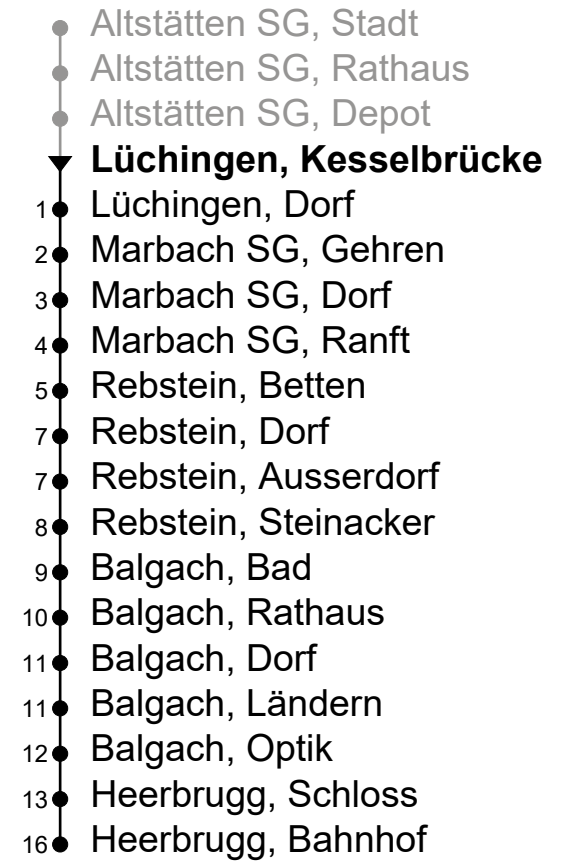 Altstätten SG, Stadt
Altstätten SG, Rathaus
Altstätten SG, Depot
Lüchingen, Kesselbrücke
1 Lüchingen, Dorf
2 Marbach SG, Gehren
3 Marbach SG, Dorf
4 Marbach SG, Ranft
5 Rebstein, Betten
7 Rebstein, Dorf
7 Rebstein, Ausserdorf
8 Rebstein, Steinacker
9 Balgach, Bad
10 Balgach, Rathaus
11 Balgach, Dorf
11 Balgach, Ländern
12 Balgach, Optik
13 Heerbrugg, Schloss
16 Heerbrugg, Bahnhof